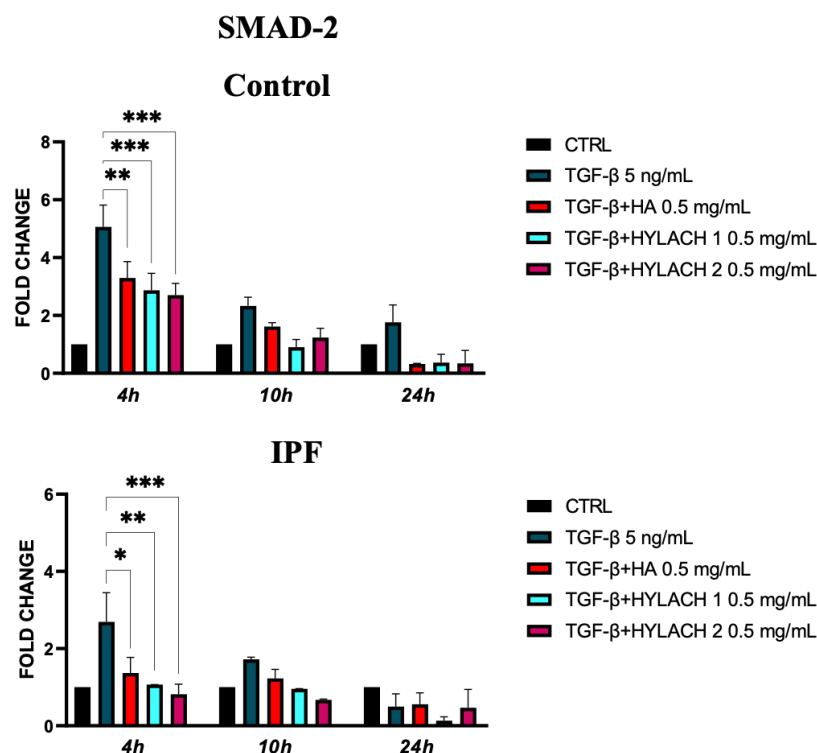 SMAD-2
Control
***
***
**
8
6
4
2
0
FOLD CHANGE
4h
10h
24h
CTRL
TGF-β 5 ng/mL
TGF-β+HA 0.5 mg/mL
TGF-β+HYLACH 1 0.5 mg/mL
TGF-β+HYLACH 2 0.5 mg/mL
IPF
***
**
*
6
4
2
0
FOLD CHANGE
4h
10h
24h
CTRL
TGF-β 5 ng/mL
TGF-β+HA 0.5 mg/mL
TGF-β+HYLACH 1 0.5 mg/mL
TGF-β+HYLACH 2 0.5 mg/mL